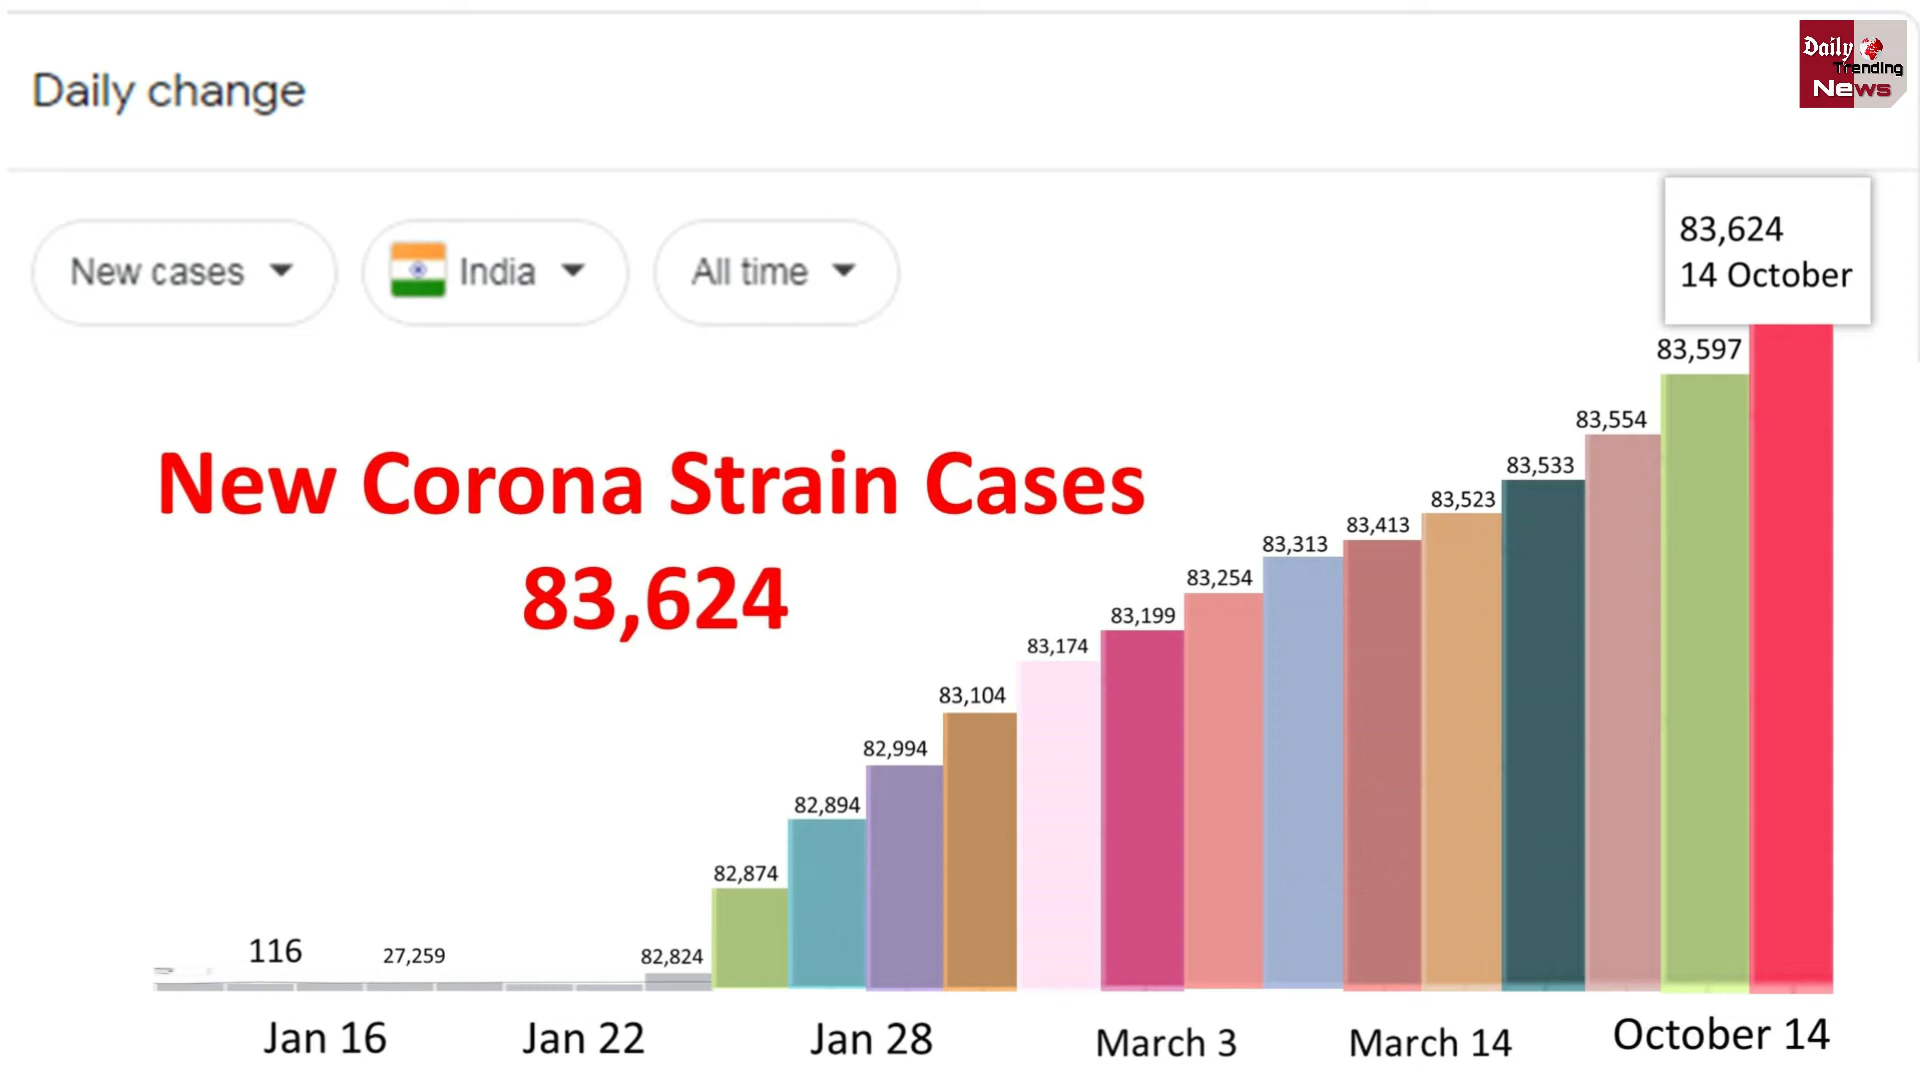 Daily change
Daily
Trending
News
New cases
India
All time
83,624
14 October
83,597
83,554
83,533
83,523
83,413
83,313
83,254
83,199
83,174
83,104
82,994
82,894
82,874
82,824
27,259
116
New Corona Strain Cases
83,624
Jan 16
Jan 22
Jan 28
March 3
March 14
October 14